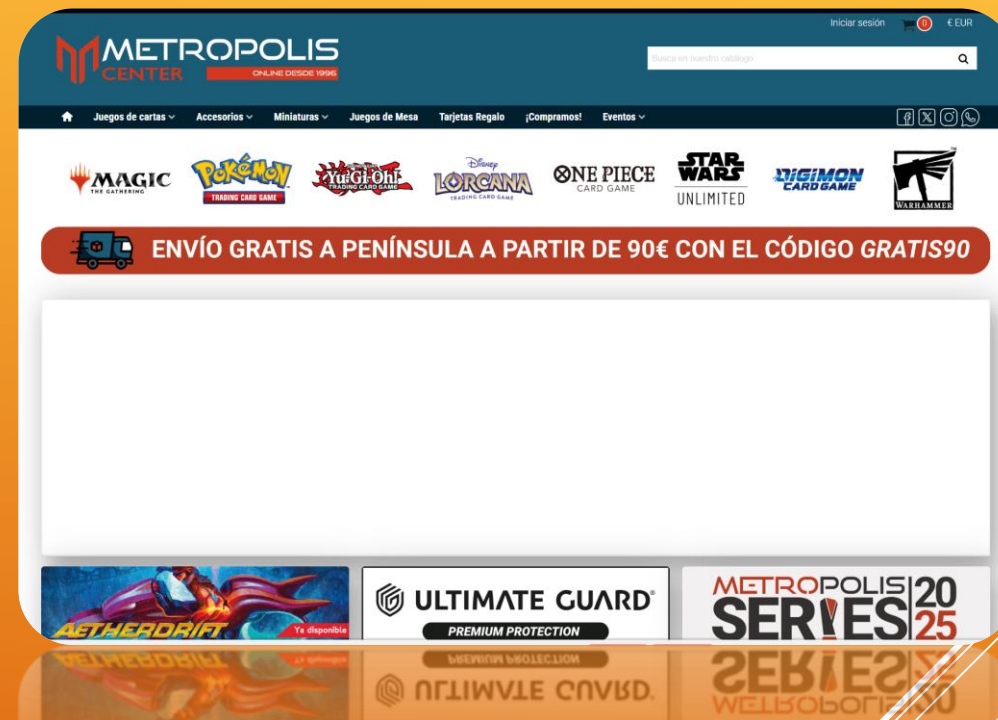 Iniciar sesión 0 € EUR
METROPOLIS
CENTER ONLINE DESDE 1996
Busca en nuestro catálogo
Juegos de cartas Accesorios Miniaturas Juegos de Mesa Tarjetas Regalo ¡Compramos! Eventos
MAGIC
THE GATHERING
Pokémon
TRADING CARD GAME
Yu-Gi-Oh!
TRADING CARD GAME
Disney
LORCANA
TRADING CARD GAME
ONE PIECE
CARD GAME
STAR
WARS
UNLIMITED
DIGIMON
CARD GAME
WARHAMMER
ENVÍO GRATIS A PENÍNSULA A PARTIR DE 90€ CON EL CÓDIGO GRATIS90
AETHERDRIFT
Ya disponible
ULTIMATE GUARD
PREMIUM PROTECTION
METROPOLIS
SERIES
20
25